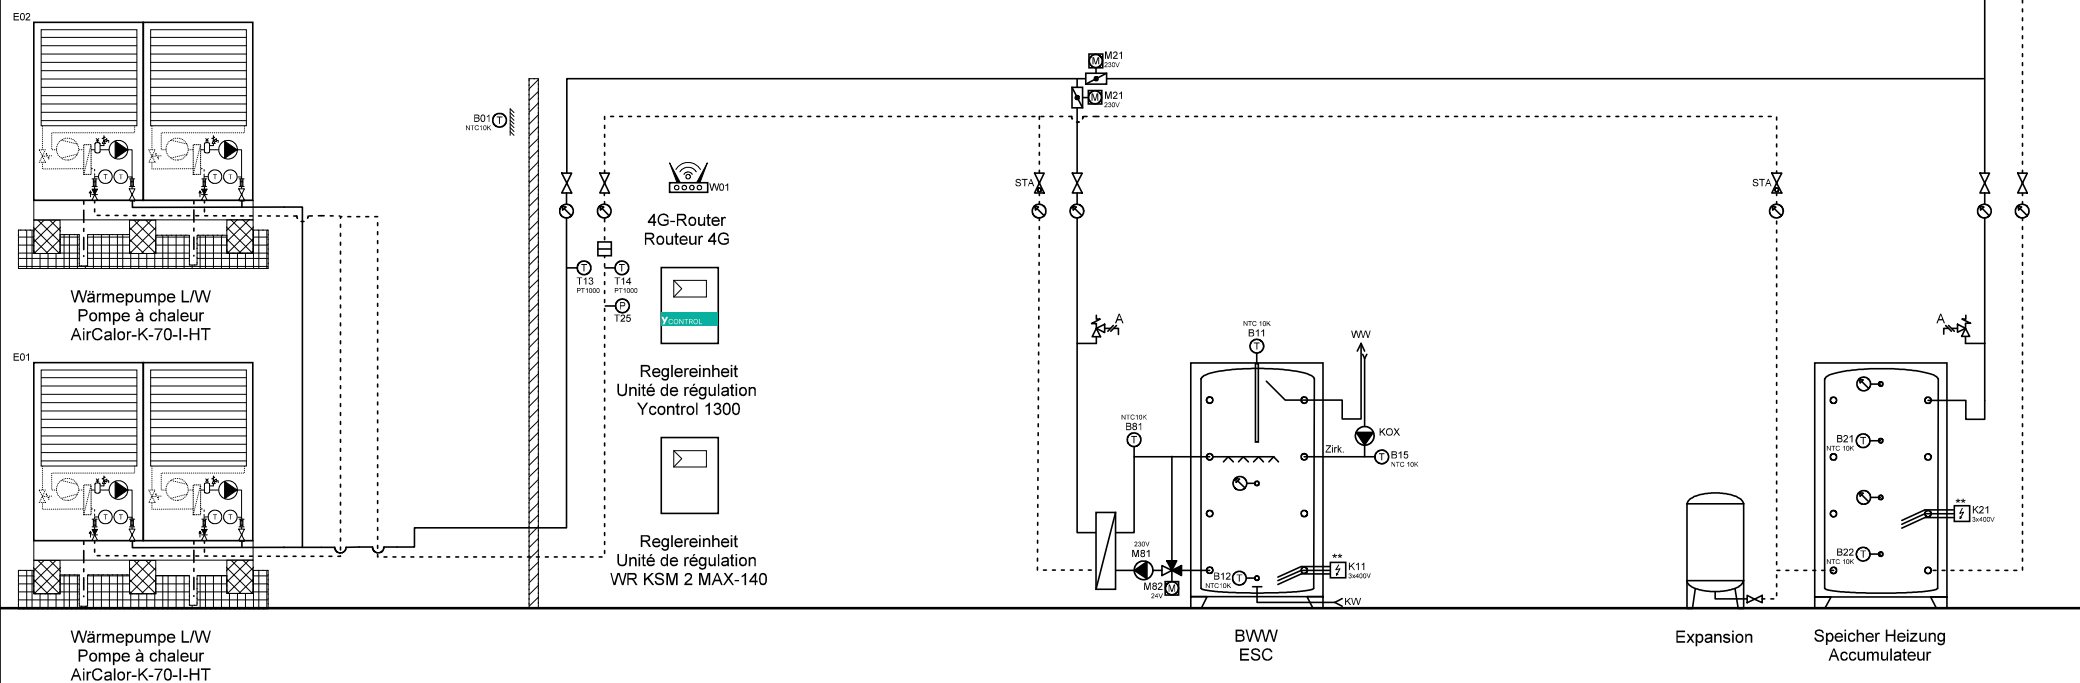 E02
T
T
T
T
Wärmepumpe L/W
Pompe à chaleur
AirCalor-K-70-I-HT
E01
T
T
T
T
Wärmepumpe L/W
Pompe à chaleur
AirCalor-K-70-I-HT
B01 T
NTC10K
W01
4G-Router
Routeur 4G
T
T13
PT1000
T
T14
PT1000
P
T25
YCONTROL
Reglereinheit
Unité de régulation
Ycontrol 1300
Reglereinheit
Unité de régulation
WR KSM 2 MAX-140
M M21
230V
M M21
230V
STA
STA
A
A
NTC 10K
B11
T
WW
NTC10K
B81
T
KOX
Zirk.
T B15
NTC 10K
230V
M81
M82
24V
M
B12 T
NTC10K
**
K11
3x400V
KW
BWW
ESC
Expansion
B21 T
NTC 10K
**
K21
3x400V
B22 T
NTC 10K
Speicher Heizung
Accumulateur